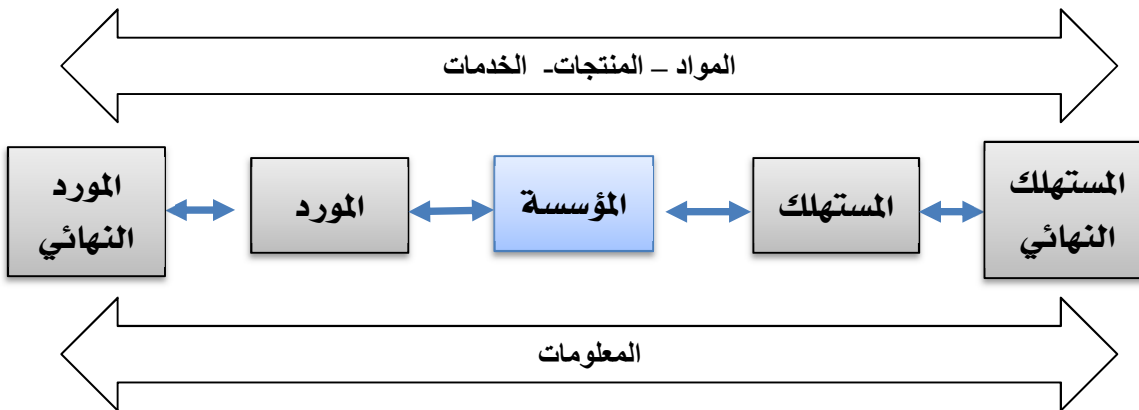 المواد – المنتجات- الخدمات
المستهلك
النهائي
المستهلك
المؤسسة
المورد
المورد
النهائي
المعلومات